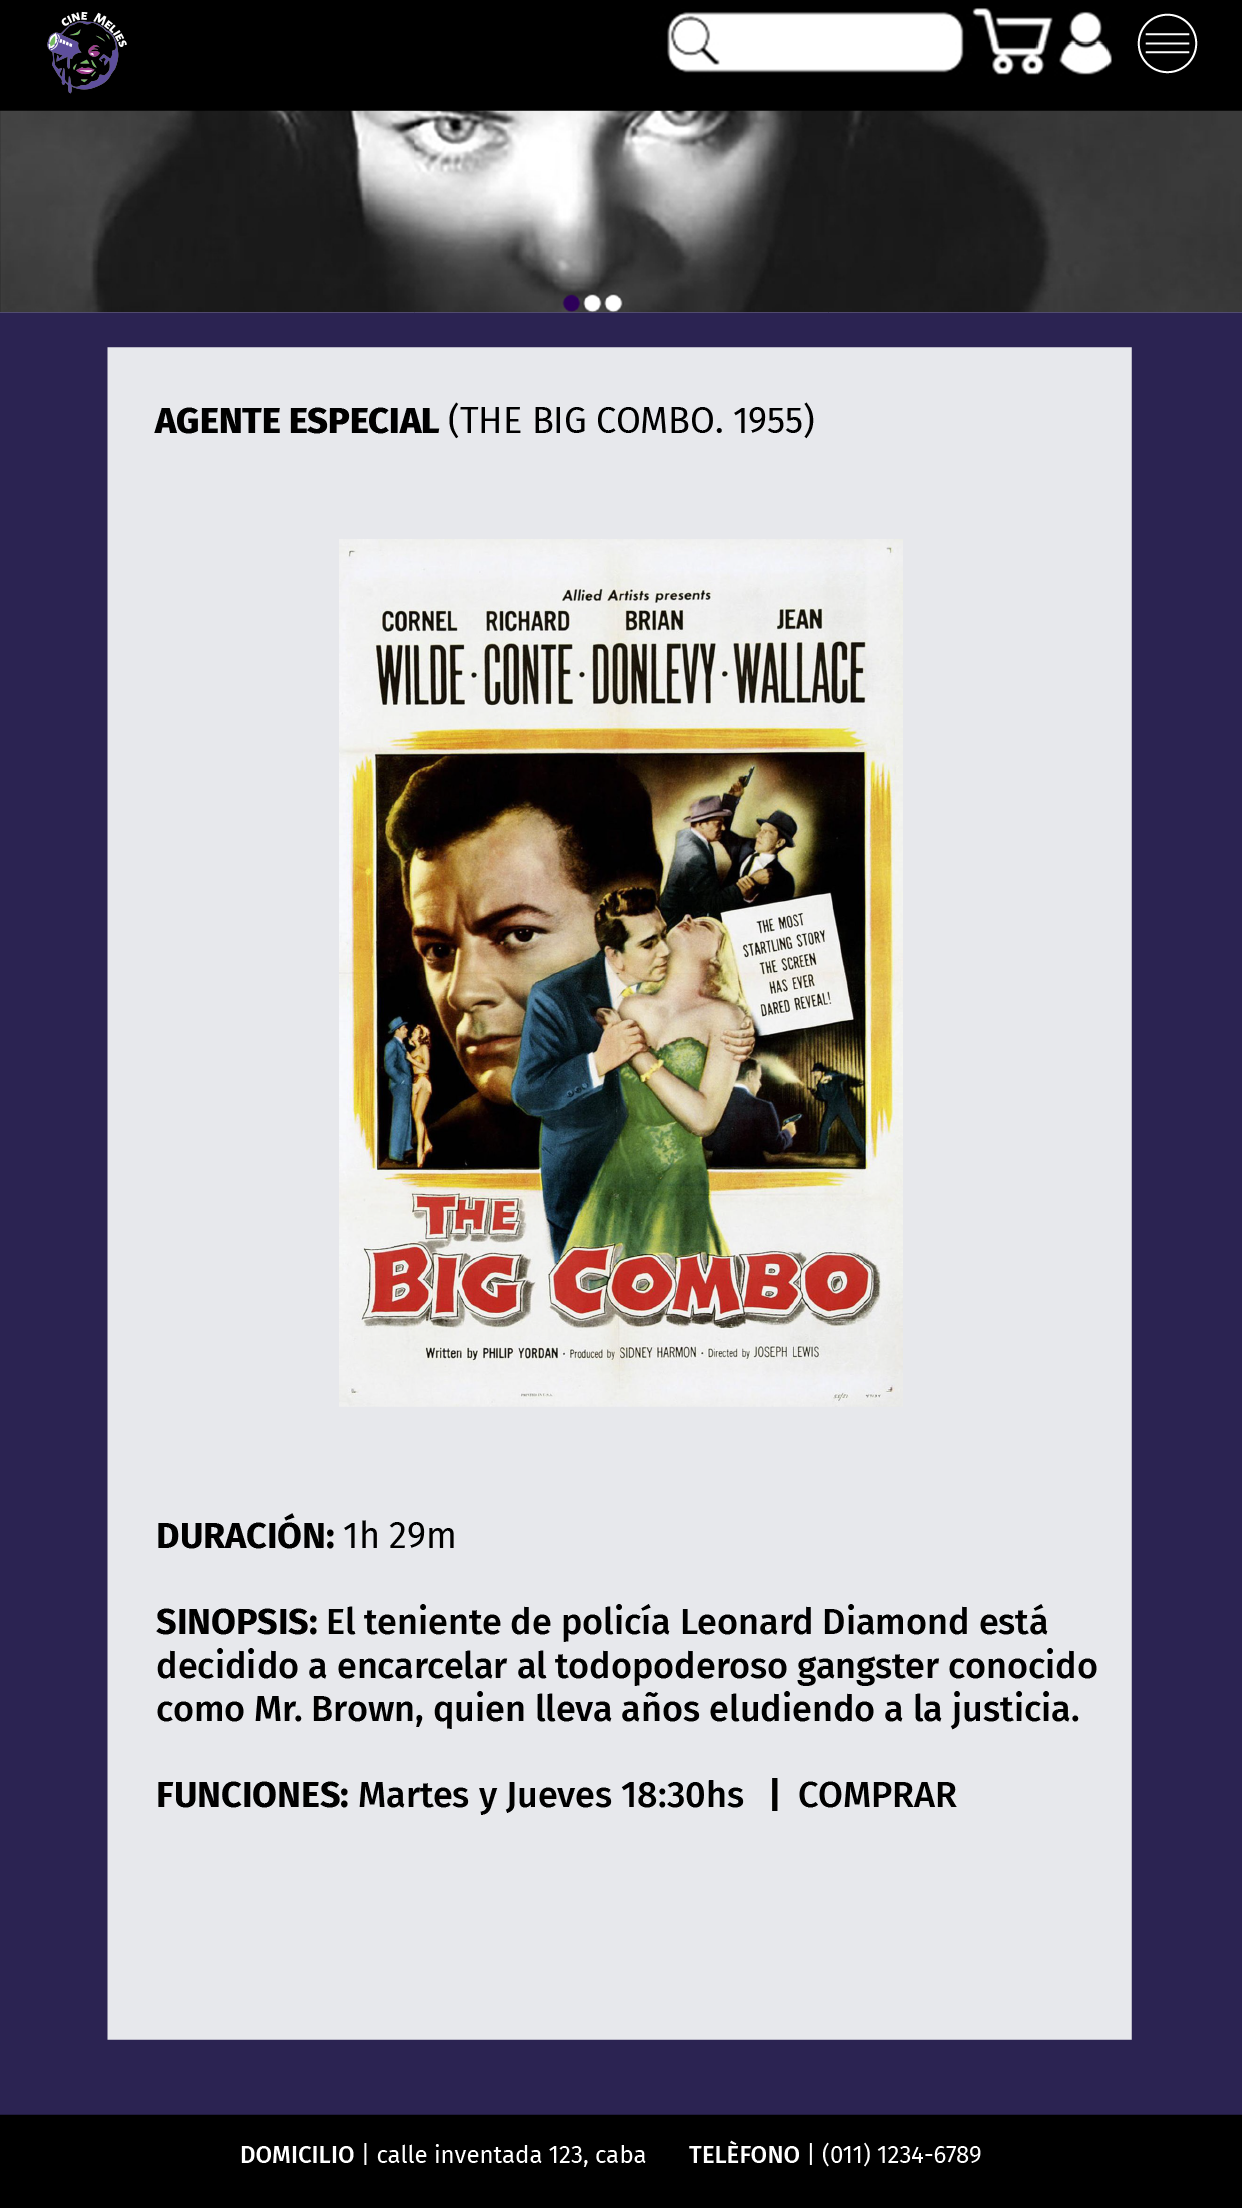 CINE MELIES
AGENTE ESPECIAL (THE BIG COMBO. 1955)
Allied Artists presents
CORNEL RICHARD BRIAN JEAN
WILDE · CONTE · DONLEVY · WALLACE
THE MOST
STARTLING STORY
THE SCREEN
HAS EVER
DARED REVEAL!
THE
BIG COMBO
Written by PHILIP YORDAN · Produced by SIDNEY HARMON · Directed by JOSEPH LEWIS
DURACIÓN: 1h 29m
SINOPSIS: El teniente de policía Leonard Diamond está
decidido a encarcelar al todopoderoso gangster conocido
como Mr. Brown, quien lleva años eludiendo a la justicia.
FUNCIONES: Martes y Jueves 18:30hs | COMPRAR
DOMICILIO | calle inventada 123, caba TELÈFONO | (011) 1234-6789